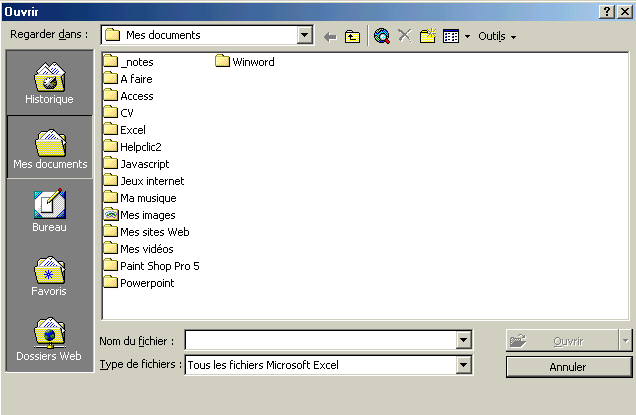 Ouvrir
Regarder dans :
Mes documents
Outils
Historique
Mes documents
Bureau
Favoris
Dossiers Web
_notes
A faire
Access
CV
Excel
Helpclic2
Javascript
Jeux internet
Ma musique
Mes images
Mes sites Web
Mes vidéos
Paint Shop Pro 5
Powerpoint
Winword
Nom du fichier :
Ouvrir
Type de fichiers :
Tous les fichiers Microsoft Excel
Annuler